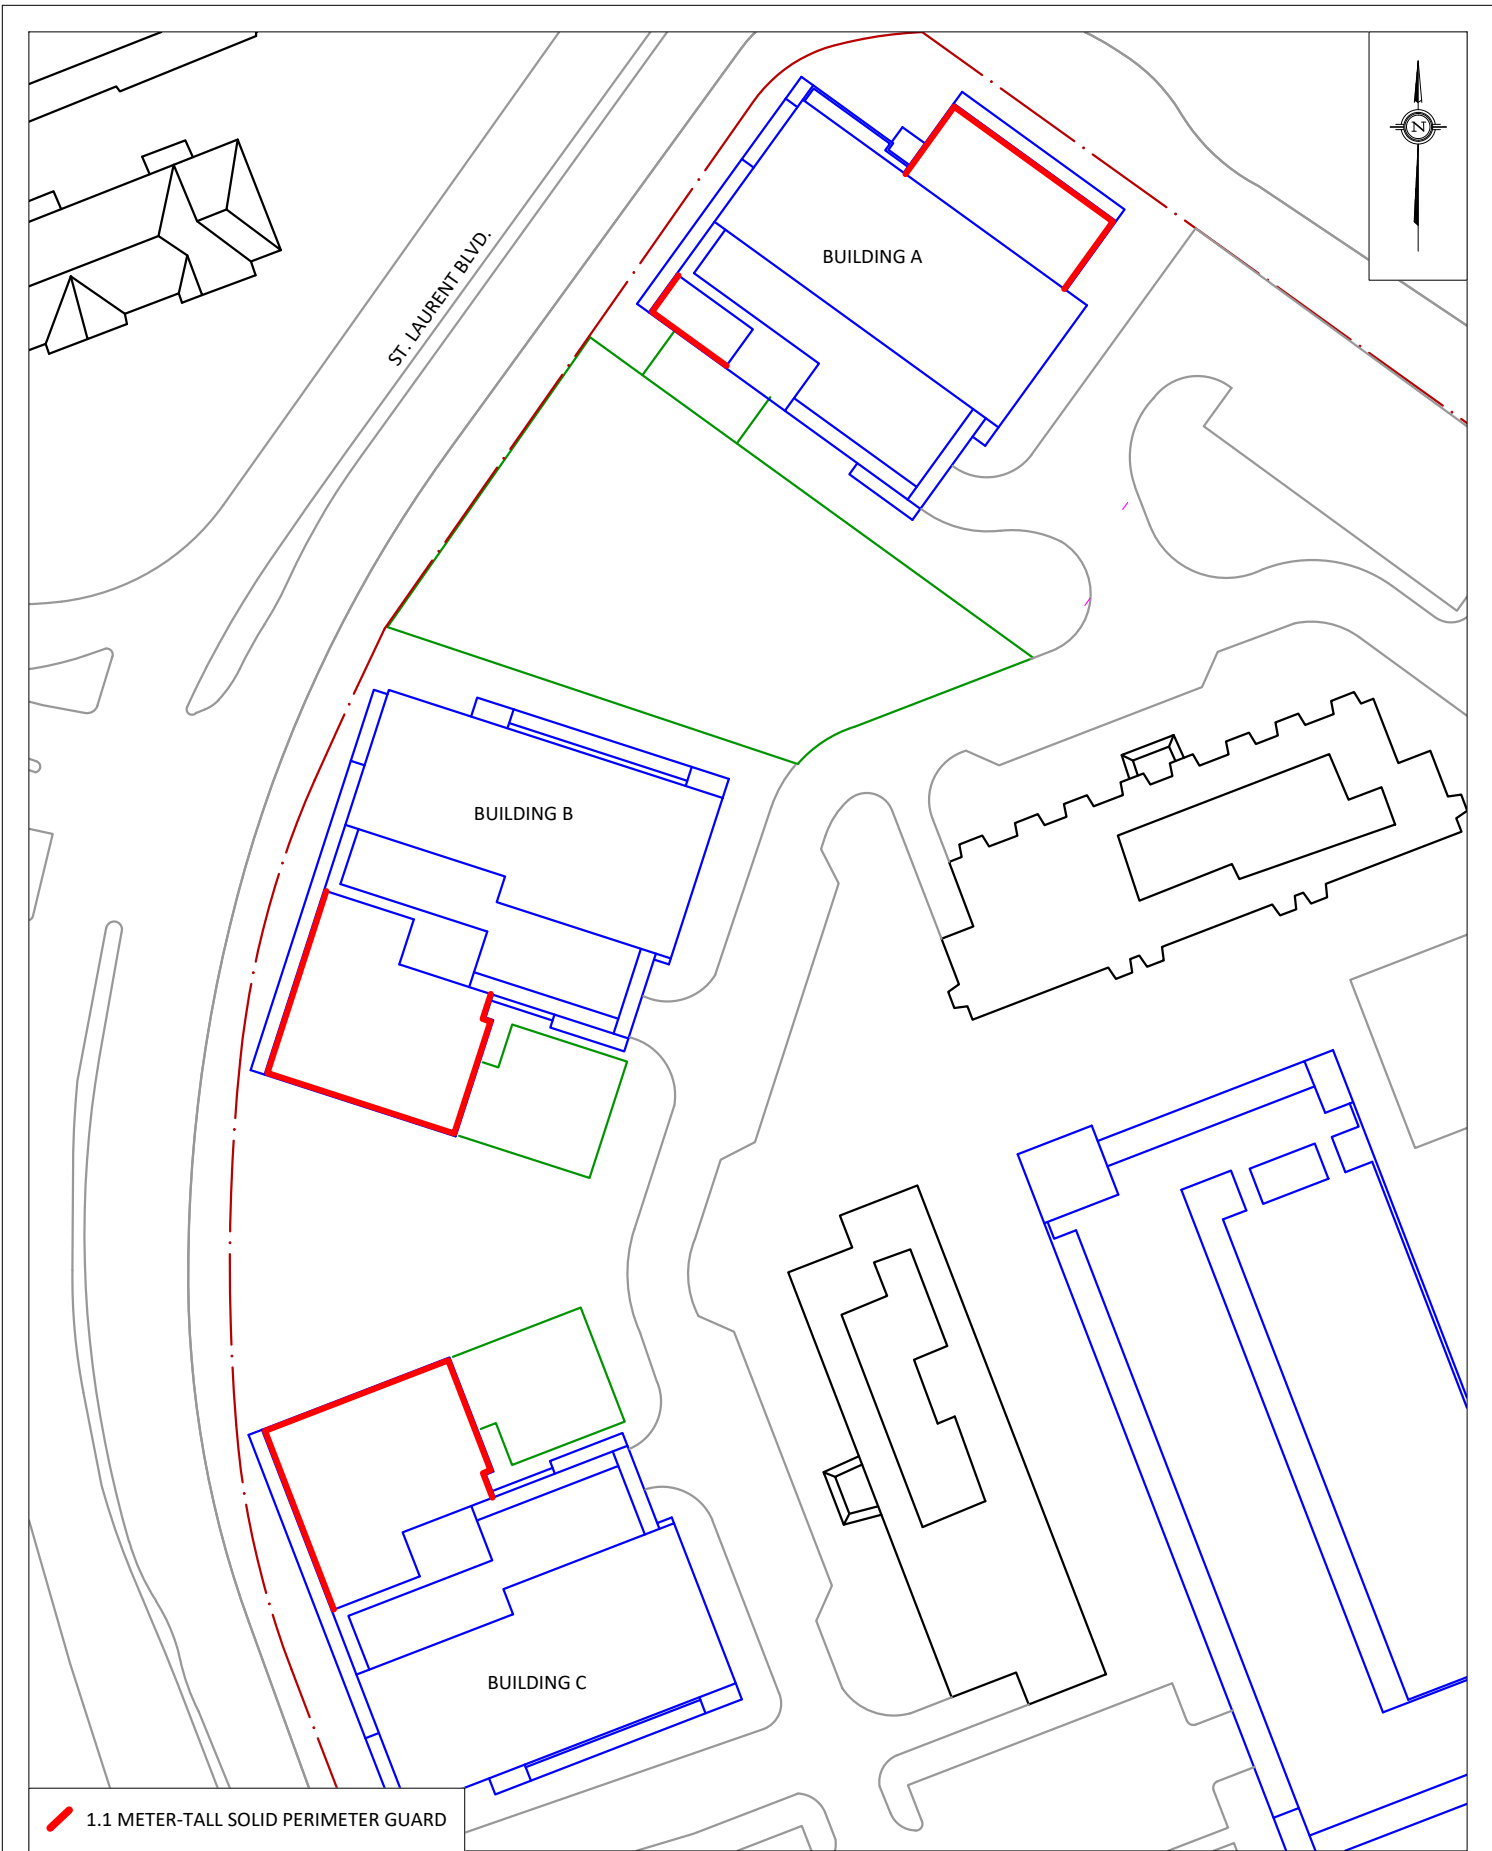 N
ST. LAURENT BLVD.
BUILDING A
BUILDING B
BUILDING C
1.1 METER-TALL SOLID PERIMETER GUARD